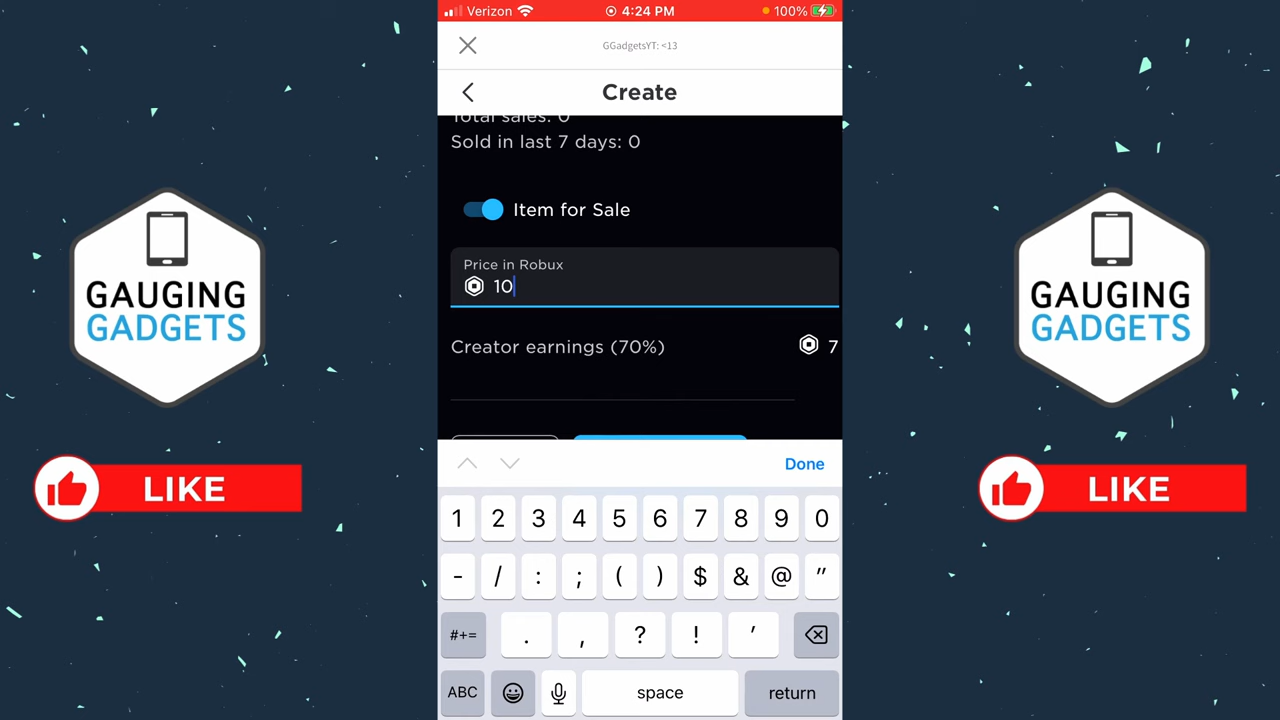 Verizon 4:24 PM 100%
GGadgetsYT: <13
Create
Total sales: 0
Sold in last 7 days: 0
Item for Sale
Price in Robux
10
Creator earnings (70%) 7
Done
1 2 3 4 5 6 7 8 9 0
- / : ; ( ) $ & @ "
#+= . , ? ! '
ABC space return
GAUGING
GADGETS
LIKE
GAUGING
GADGETS
LIKE